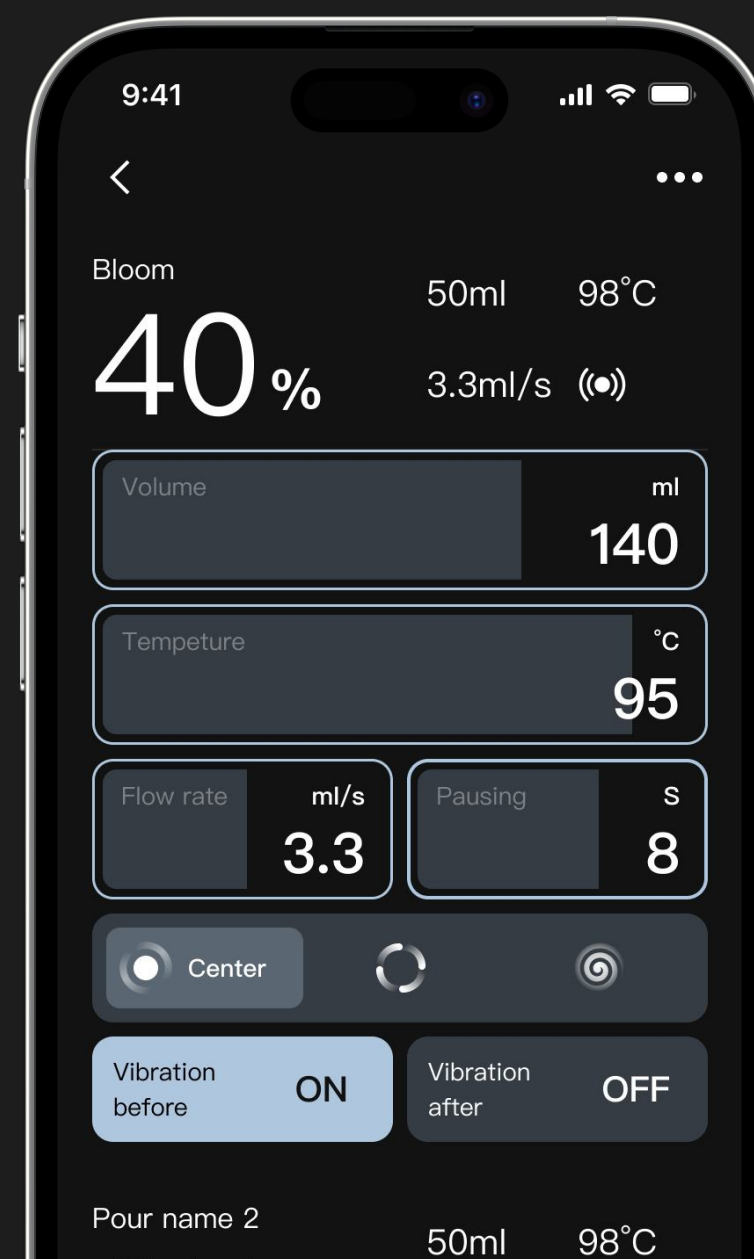 9:41
Bloom
40%
50ml 98°C
3.3ml/s
Volume ml
140
Tempeture °C
95
Flow rate ml/s
3.3
Pausing S
8
Center
Vibration
before
ON
Vibration
after
OFF
Pour name 2
50ml 98°C